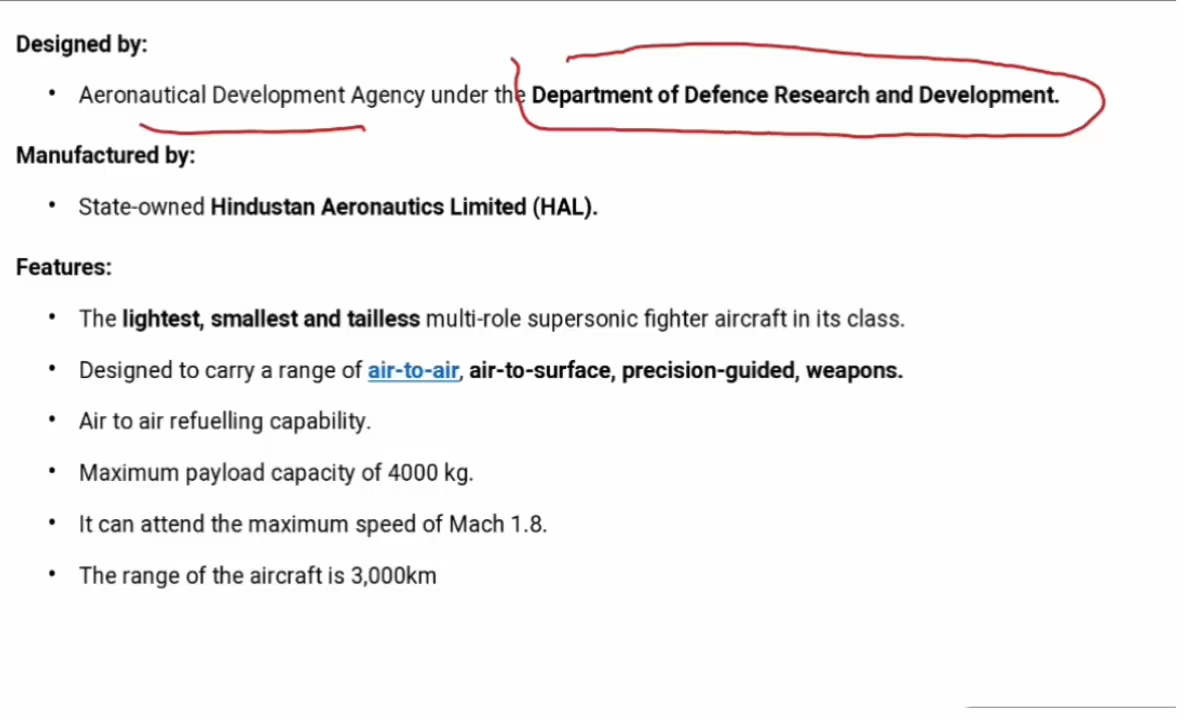 Designed by:
• Aeronautical Development Agency under the Department of Defence Research and Development.
Manufactured by:
• State-owned Hindustan Aeronautics Limited (HAL).
Features:
• The lightest, smallest and tailless multi-role supersonic fighter aircraft in its class.
• Designed to carry a range of air-to-air, air-to-surface, precision-guided, weapons.
• Air to air refuelling capability.
• Maximum payload capacity of 4000 kg.
• It can attend the maximum speed of Mach 1.8.
• The range of the aircraft is 3,000km